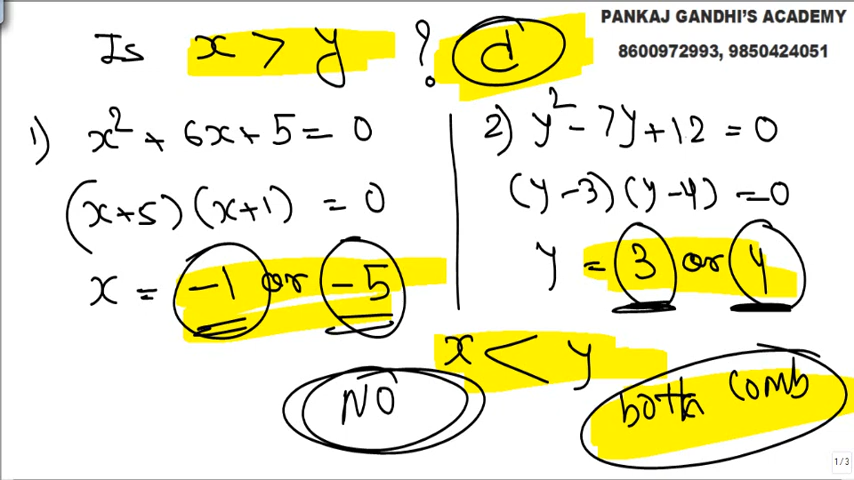 PANKAJ GANDHI'S ACADEMY
8600972993, 9850424051
Is x > y ? d
1) x² + 6x + 5 = 0
(x+5) (x+1) = 0
x = -1 or -5
2) y² - 7y + 12 = 0
(y-3) (y-4) = 0
y = 3 or 4
x < y
NO
both comb
1/3